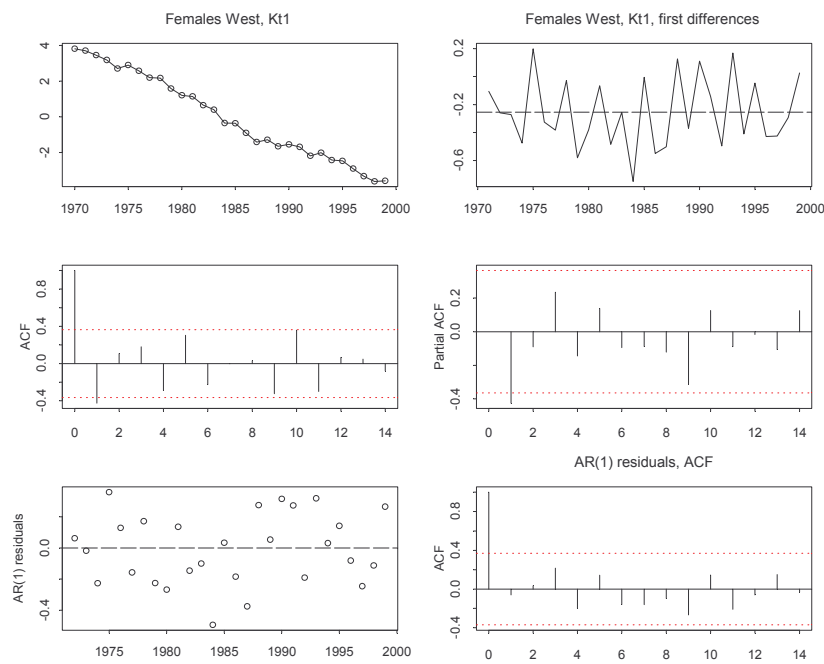 Females West, Kt1
4
2
0
-2
1970 1975 1980 1985 1990 1995 2000
Females West, Kt1, first differences
0.2
-0.2
-0.6
1970 1975 1980 1985 1990 1995 2000
ACF
0.8
0.4
0.0
-0.4
0 2 4 6 8 10 12 14
Partial ACF
0.2
0.0
-0.4
0 2 4 6 8 10 12 14
AR(1) residuals
0.0
-0.4
1975 1980 1985 1990 1995 2000
AR(1) residuals, ACF
ACF
0.8
0.4
0.0
-0.4
0 2 4 6 8 10 12 14